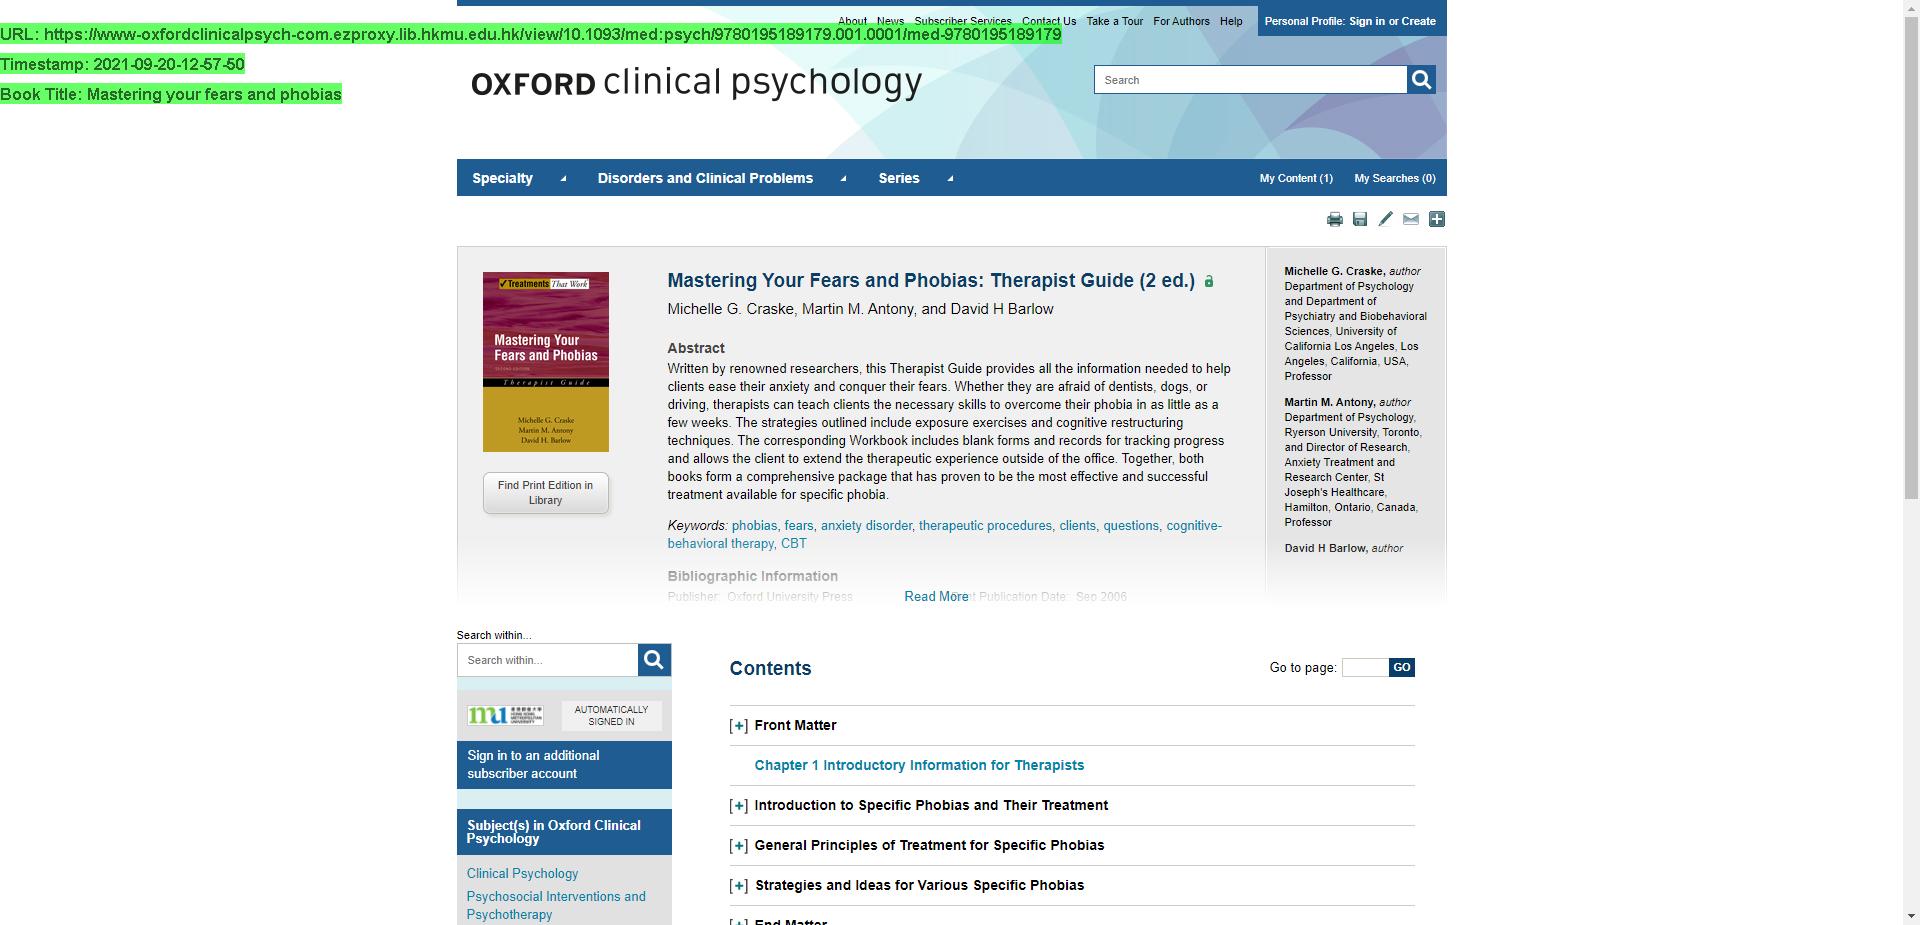 About News Subscriber Services Contact Us Take a Tour For Authors Help Personal Profile: Sign in or Create
URL: https://www-oxfordclinicalpsych-com.ezproxy.lib.hkmu.edu.hk/view/10.1093/med:psych/9780195189179.001.0001/med-9780195189179
Timestamp: 2021-09-20-12-57-50
Book Title: Mastering your fears and phobias
OXFORD clinical psychology
Search
Specialty Disorders and Clinical Problems Series My Content (1) My Searches (0)
✓Treatments That Work
Mastering Your
Fears and Phobias
SECOND EDITION
Therapist Guide
Michelle G. Craske
Martin M. Antony
David H. Barlow
Find Print Edition in
Library
Mastering Your Fears and Phobias: Therapist Guide (2 ed.)
Michelle G. Craske, Martin M. Antony, and David H Barlow
Abstract
Written by renowned researchers, this Therapist Guide provides all the information needed to help
clients ease their anxiety and conquer their fears. Whether they are afraid of dentists, dogs, or
driving, therapists can teach clients the necessary skills to overcome their phobia in as little as a
few weeks. The strategies outlined include exposure exercises and cognitive restructuring
techniques. The corresponding Workbook includes blank forms and records for tracking progress
and allows the client to extend the therapeutic experience outside of the office. Together, both
books form a comprehensive package that has proven to be the most effective and successful
treatment available for specific phobia.
Keywords: phobias, fears, anxiety disorder, therapeutic procedures, clients, questions, cognitive-
behavioral therapy, CBT
Bibliographic Information
Publisher: Oxford University Press Read More Publication Date: Sep 2006
Michelle G. Craske, author
Department of Psychology
and Department of
Psychiatry and Biobehavioral
Sciences, University of
California Los Angeles, Los
Angeles, California, USA,
Professor
Martin M. Antony, author
Department of Psychology,
Ryerson University, Toronto,
and Director of Research,
Anxiety Treatment and
Research Center, St
Joseph's Healthcare,
Hamilton, Ontario, Canada,
Professor
David H Barlow, author
Search within...
Search within...
mu
AUTOMATICALLY
SIGNED IN
Sign in to an additional
subscriber account
Subject(s) in Oxford Clinical
Psychology
Clinical Psychology
Psychosocial Interventions and
Psychotherapy
Contents
Go to page: GO
[+] Front Matter
Chapter 1 Introductory Information for Therapists
[+] Introduction to Specific Phobias and Their Treatment
[+] General Principles of Treatment for Specific Phobias
[+] Strategies and Ideas for Various Specific Phobias
[+] End Matter